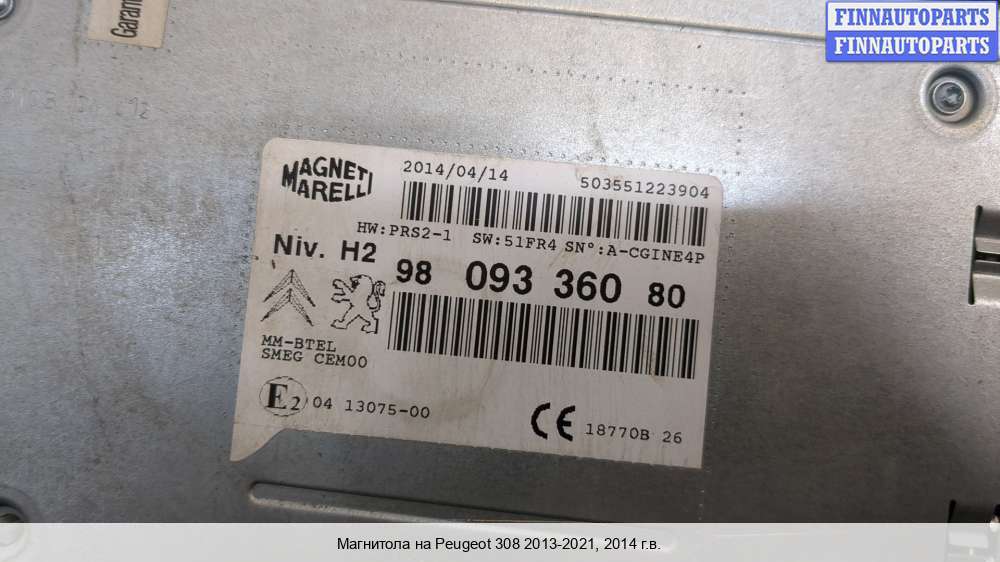 Garan
FINNAUTOPARTS
FINNAUTOPARTS
MAGNETI
MARELLI
2014/04/14 503551223904
HW:PRS2-1 SW:51FR4 SN°:A-CGINE4P
Niv. H2 98 093 360 80
MM-BTEL
SMEG CEM00
E2 04 13075-00
CE 18770B 26
Магнитола на Peugeot 308 2013-2021, 2014 г.в.